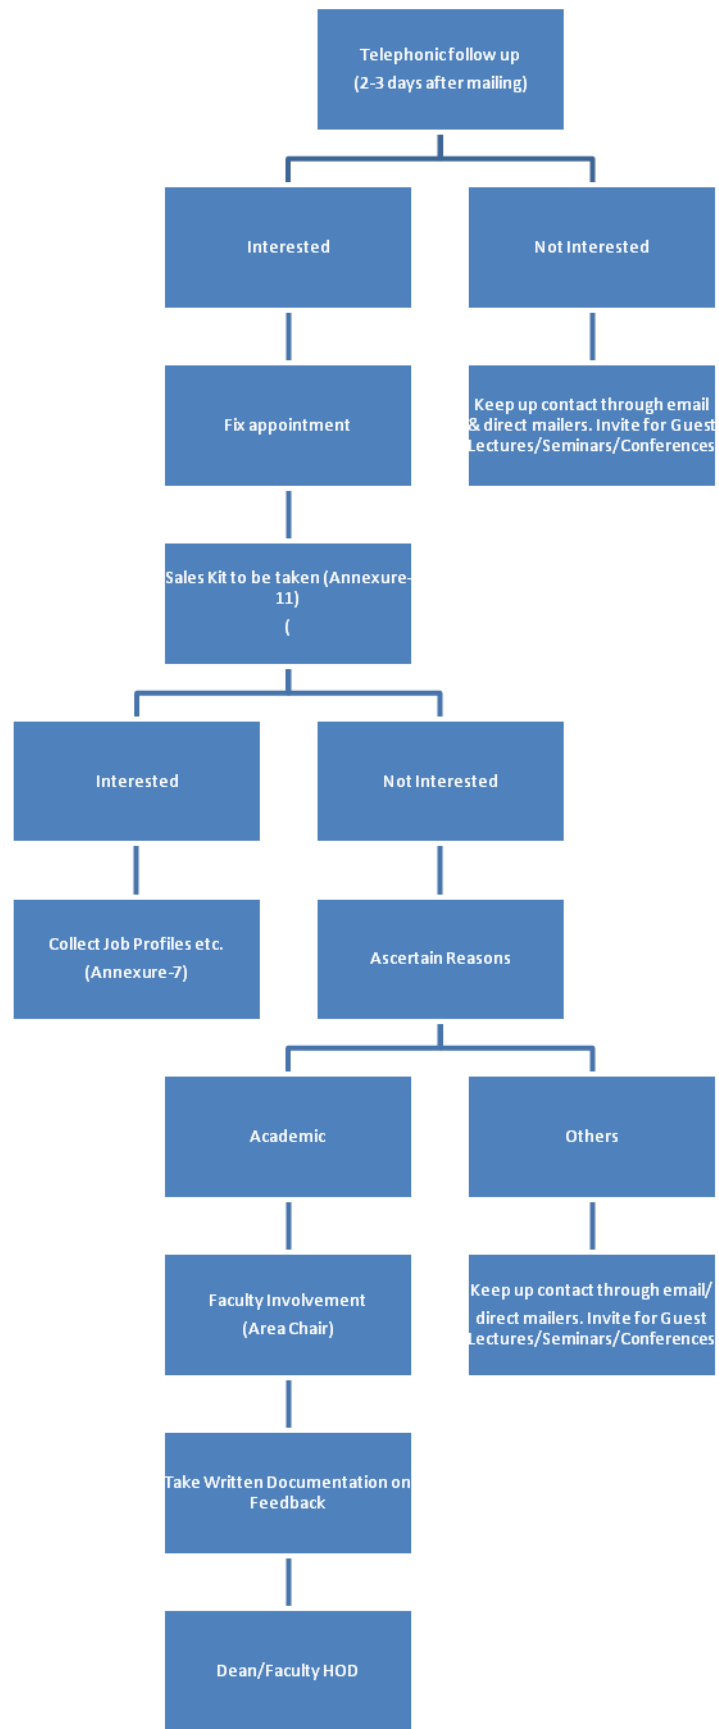 Telephonic follow up
(2-3 days after mailing)
Interested
Not Interested
Fix appointment
Keep up contact through email
& direct mailers. Invite for Guest
Lectures/Seminars/Conferences
Sales Kit to be taken (Annexure-
11)
(
Interested
Not Interested
Collect Job Profiles etc.
(Annexure-7)
Ascertain Reasons
Academic
Others
Faculty Involvement
(Area Chair)
Keep up contact through email/
direct mailers. Invite for Guest
Lectures/Seminars/Conferences
Take Written Documentation on
Feedback
Dean/Faculty HOD